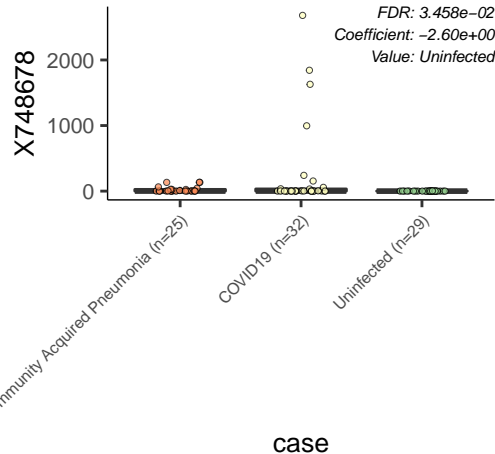 FDR: 3.458e−02
Coefficient: −2.60e+00
Value: Uninfected
X748678
2000
1000
0
mmunity Acquired Pneumonia (n=25)
COVID19 (n=32)
Uninfected (n=29)
case